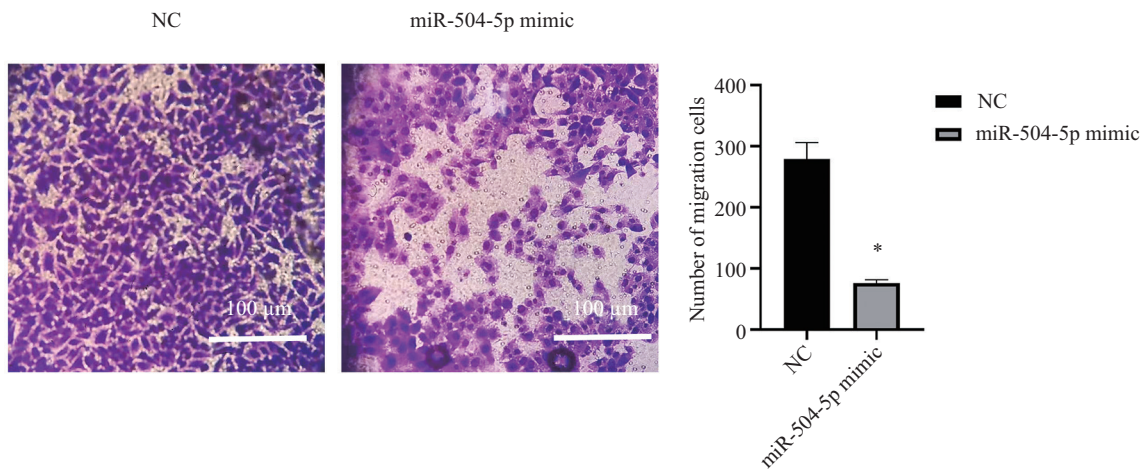 NC
miR-504-5p mimic
100 µm
100 µm
Number of migration cells
400
300
200
100
0
*
NC
miR-504-5p mimic
NC
miR-504-5p mimic